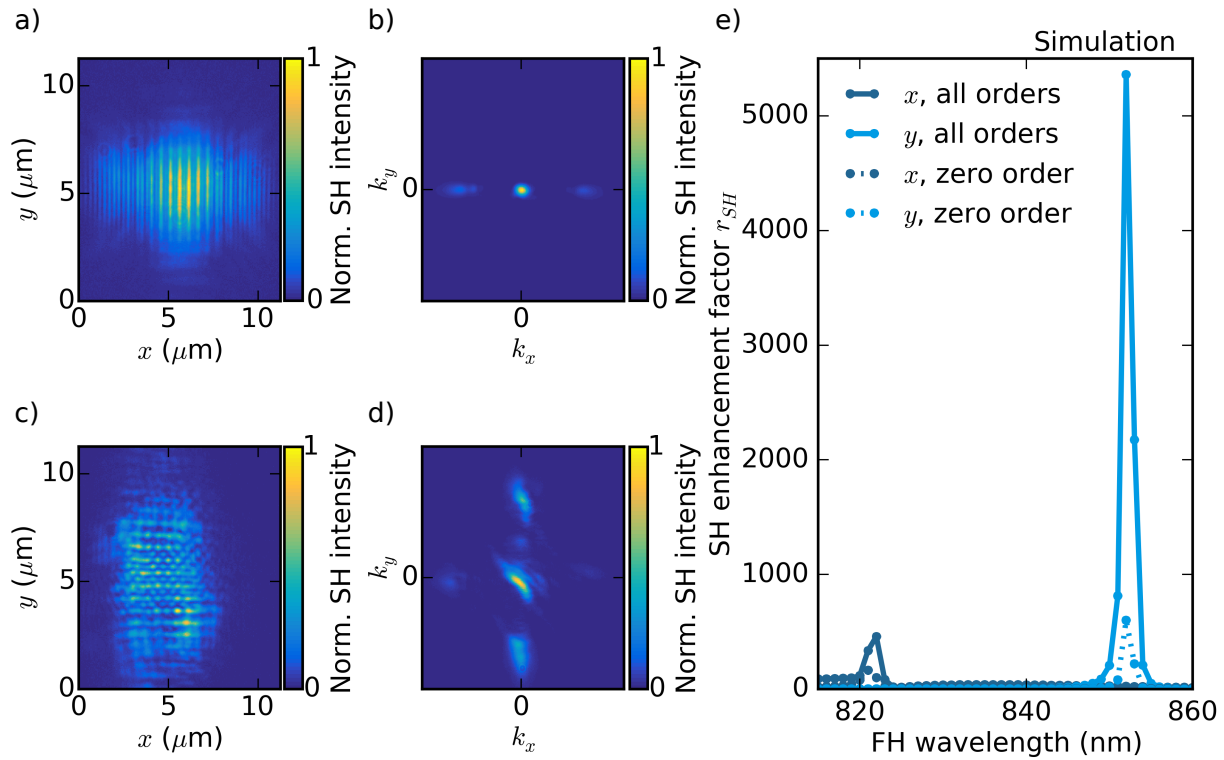 a)
10
5
0
y (μm)
0 5 10
x (μm)
1
0
Norm. SH intensity
b)
k_y
0
0
k_x
1
0
Norm. SH intensity
c)
10
5
0
y (μm)
0 5 10
x (μm)
1
0
Norm. SH intensity
d)
k_y
0
0
k_x
1
0
Norm. SH intensity
e)
Simulation
x, all orders
y, all orders
x, zero order
y, zero order
SH enhancement factor r_SH
5000
4000
3000
2000
1000
0
820 840 860
FH wavelength (nm)